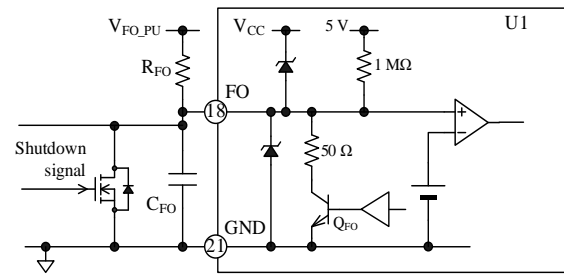 V_FO_PU
V_CC
5 V
U1
R_FO
1 MΩ
FO
18
+
−
Shutdown
signal
50 Ω
C_FO
Q_FO
GND
21